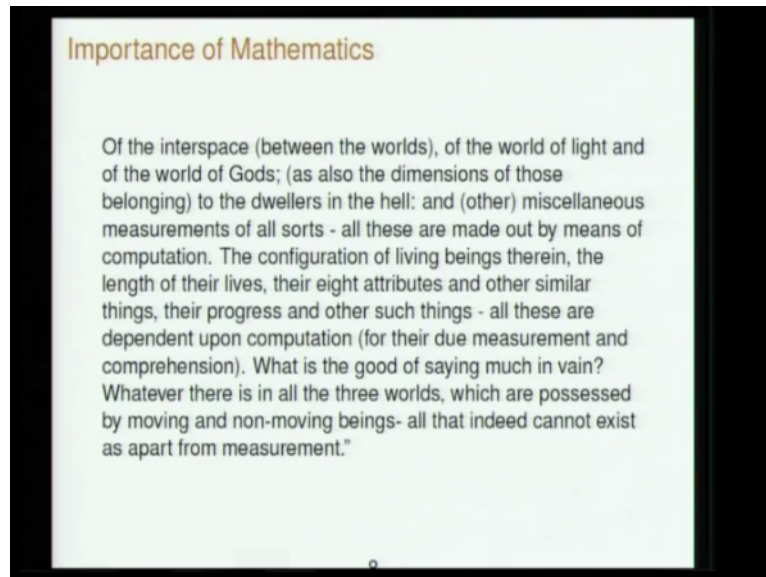 Importance of Mathematics
Of the interspace (between the worlds), of the world of light and
of the world of Gods; (as also the dimensions of those
belonging) to the dwellers in the hell: and (other) miscellaneous
measurements of all sorts - all these are made out by means of
computation. The configuration of living beings therein, the
length of their lives, their eight attributes and other similar
things, their progress and other such things - all these are
dependent upon computation (for their due measurement and
comprehension). What is the good of saying much in vain?
Whatever there is in all the three worlds, which are possessed
by moving and non-moving beings- all that indeed cannot exist
as apart from measurement."